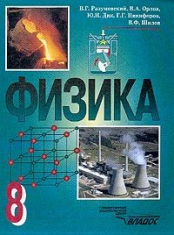 В.Г. Разумовский, В.А. Орлов,
Ю.И. Дик, Г.Г. Никифоров,
В.Ф. Шилов
ФИЗИКА
8
ВЛАДОС